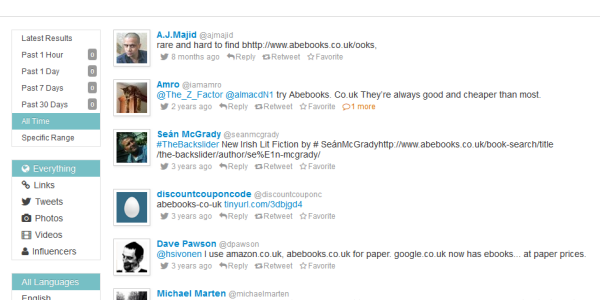 Latest Results
Past 1 Hour 0
Past 1 Day 0
Past 7 Days 0
Past 30 Days 0
All Time
Specific Range
Everything
Links
Tweets
Photos
Videos
Influencers
All Languages
English
A.J.Majid @ajmajid
rare and hard to find bhttp://www.abebooks.co.uk/ooks,
8 months ago Reply Retweet Favorite
Amro @iamamro
@The_Z_Factor @almacdN1 try Abebooks. Co.uk They're always good and cheaper than most.
2 years ago Reply Retweet Favorite 1 more
Seán McGrady @seanmcgrady
#TheBackslider New Irish Lit Fiction by # SeánMcGradyhttp://www.abebooks.co.uk/book-search/title
/the-backslider/author/se%E1n-mcgrady/
3 years ago Reply Retweet Favorite
discountcouponcode @discountcouponc
abebooks-co-uk tinyurl.com/3dbjgd4
3 years ago Reply Retweet Favorite
Dave Pawson @dpawson
@hsivonen I use amazon.co.uk, abebooks.co.uk for paper. google.co.uk now has ebooks... at paper prices.
3 years ago Reply Retweet Favorite
Michael Marten @michaelmarten